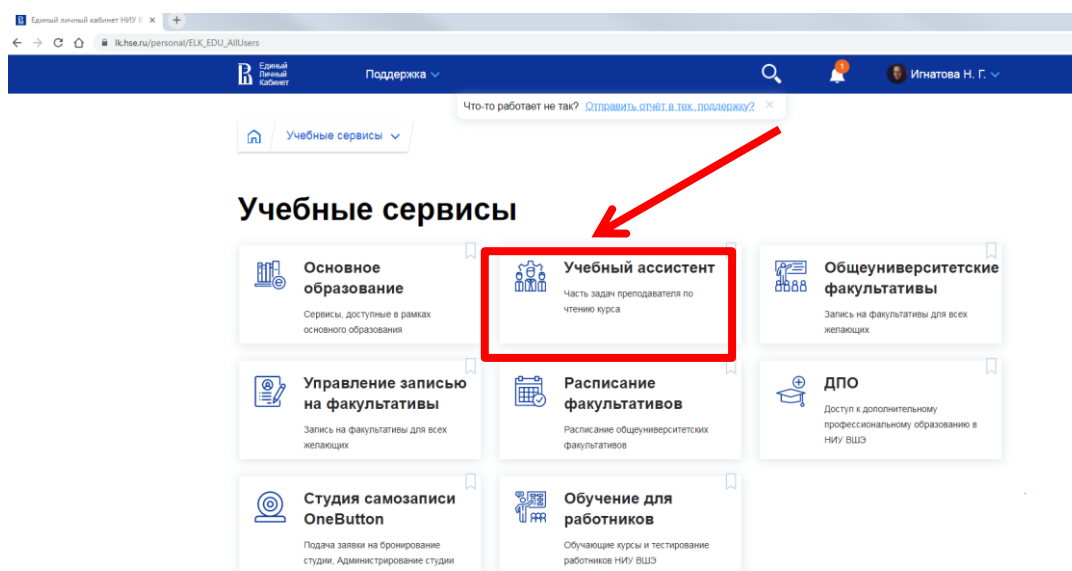 Единый личный кабинет НИУ В
lk.hse.ru/personal/ELK_EDU_AllUsers
Единый
Личный
Кабинет
Поддержка
1
Игнатова Н. Г.
Что-то работает не так? Отправить отчёт в тех. поддержку?
Учебные сервисы
Учебные сервисы
Основное
образование
Сервисы, доступные в рамках
основного образования
Учебный ассистент
Часть задач преподавателя по
чтению курса
Общеуниверситетские
факультативы
Запись на факультативы для всех
желающих
Управление записью
на факультативы
Запись на факультативы для всех
желающих
Расписание
факультативов
Расписание общеуниверситетских
факультативов
ДПО
Доступ к дополнительному
профессиональному образованию в
НИУ ВШЭ
Студия самозаписи
OneButton
Подача заявки на бронирование
студии, Администрирование студии
Обучение для
работников
Обучающие курсы и тестирование
работников НИУ ВШЭ